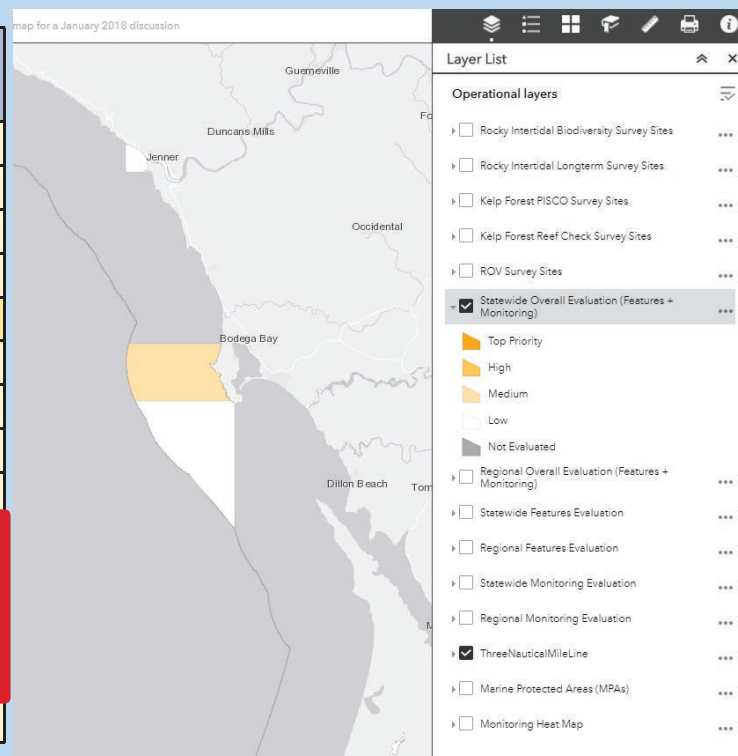 map for a January 2018 discussion
Layer List
Operational layers
Rocky Intertidal Biodiversity Survey Sites
Rocky Intertidal Longterm Survey Sites
Kelp Forest PISCO Survey Sites
Kelp Forest Reef Check Survey Sites
ROV Survey Sites
Statewide Overall Evaluation (Features +
Monitoring)
Top Priority
High
Medium
Low
Not Evaluated
Regional Overall Evaluation (Features +
Monitoring)
Statewide Features Evaluation
Regional Features Evaluation
Statewide Monitoring Evaluation
Regional Monitoring Evaluation
ThreeNauticalMileLine
Marine Protected Areas (MPAs)
Monitoring Heat Map
Guerneville
Fo
Duncans Mills
Jenner
Occidental
Bodega Bay
Dillon Beach
Tom